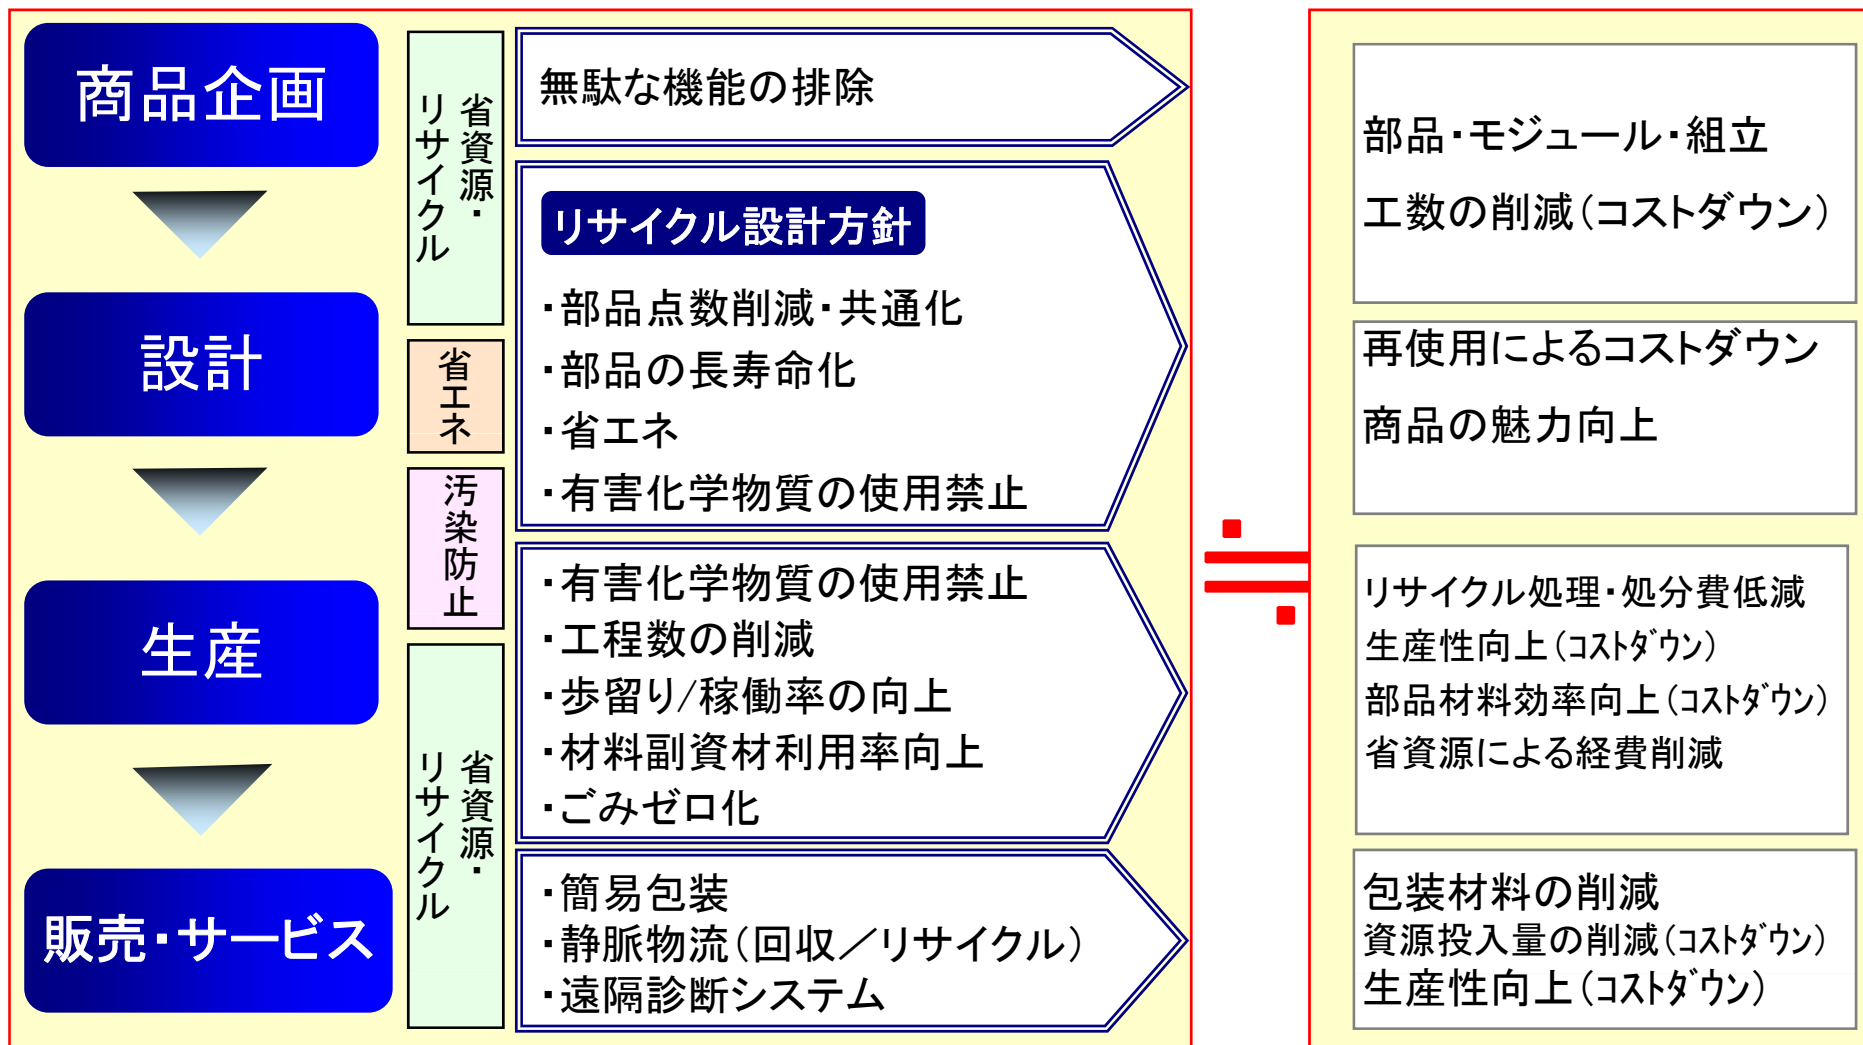 商品企画
設計
生産
販売・サービス
省資源・
リサイクル
省エネ
汚染防止
省資源・
リサイクル
無駄な機能の排除
リサイクル設計方針
・部品点数削減・共通化
・部品の長寿命化
・省エネ
・有害化学物質の使用禁止
・有害化学物質の使用禁止
・工程数の削減
・歩留り/稼働率の向上
・材料副資材利用率向上
・ごみゼロ化
・簡易包装
・静脈物流(回収／リサイクル)
・遠隔診断システム
≒
部品・モジュール・組立
工数の削減(コストダウン)
再使用によるコストダウン
商品の魅力向上
リサイクル処理・処分費低減
生産性向上(ｺｽﾄﾀﾞｳﾝ)
部品材料効率向上(ｺｽﾄﾀﾞｳﾝ)
省資源による経費削減
包装材料の削減
資源投入量の削減(ｺｽﾄﾀﾞｳﾝ)
生産性向上(ｺｽﾄﾀﾞｳﾝ)